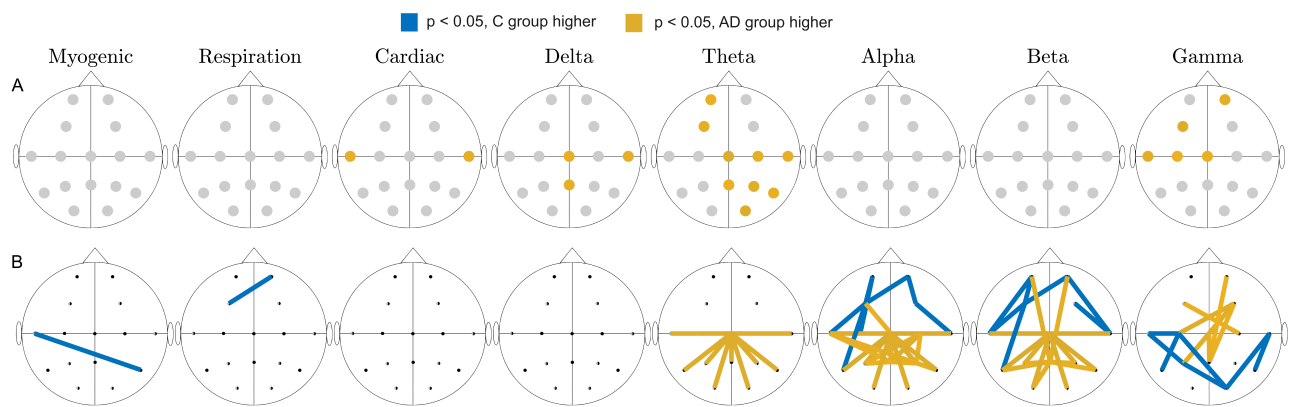 p < 0.05, C group higher p < 0.05, AD group higher
Myogenic Respiration Cardiac Delta Theta Alpha Beta Gamma
A
B